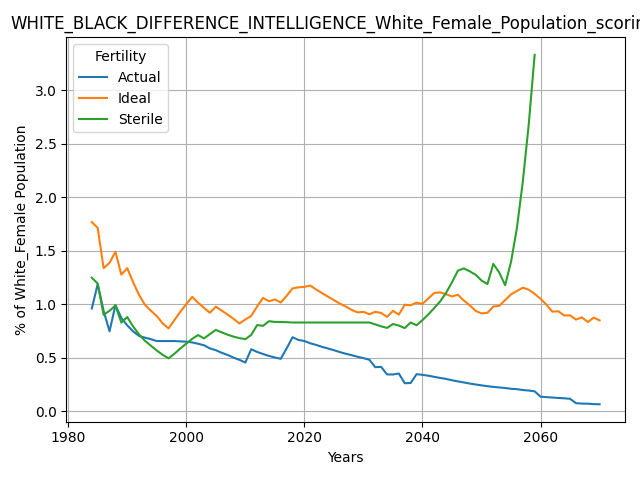 WHITE_BLACK_DIFFERENCE_INTELLIGENCE_White_Female_Population_scorin
Fertility
Actual
Ideal
Sterile
% of White_Female Population
3.0
2.5
2.0
1.5
1.0
0.5
0.0
1980 2000 2020 2040 2060
Years